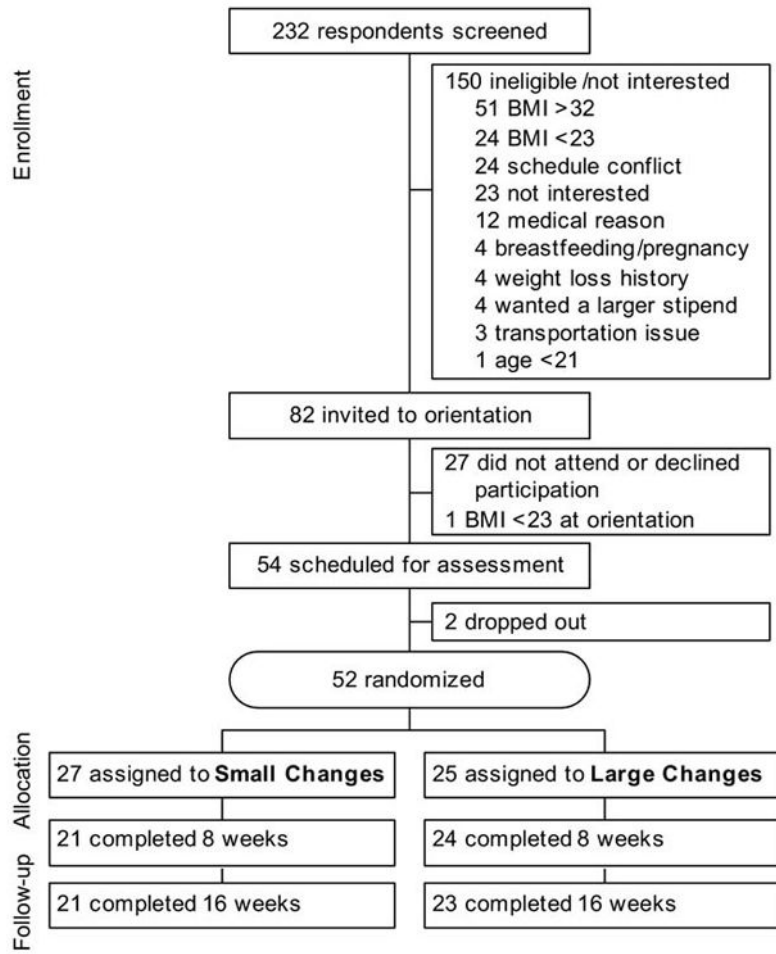 232 respondents screened
Enrollment
150 ineligible/not interested
51 BMI >32
24 BMI <23
24 schedule conflict
23 not interested
12 medical reason
4 breastfeeding/pregnancy
4 weight loss history
4 wanted a larger stipend
3 transportation issue
1 age <21
82 invited to orientation
27 did not attend or declined
participation
1 BMI <23 at orientation
54 scheduled for assessment
2 dropped out
52 randomized
Allocation
27 assigned to Small Changes
25 assigned to Large Changes
Follow-up
21 completed 8 weeks
24 completed 8 weeks
21 completed 16 weeks
23 completed 16 weeks